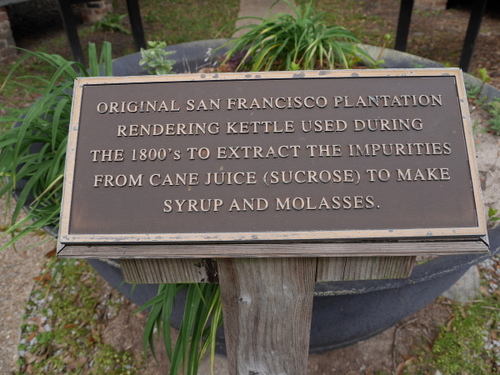 ORIGINAL SAN FRANCISCO PLANTATION
RENDERING KETTLE USED DURING
THE 1800's TO EXTRACT THE IMPURITIES
FROM CANE JUICE (SUCROSE) TO MAKE
SYRUP AND MOLASSES.